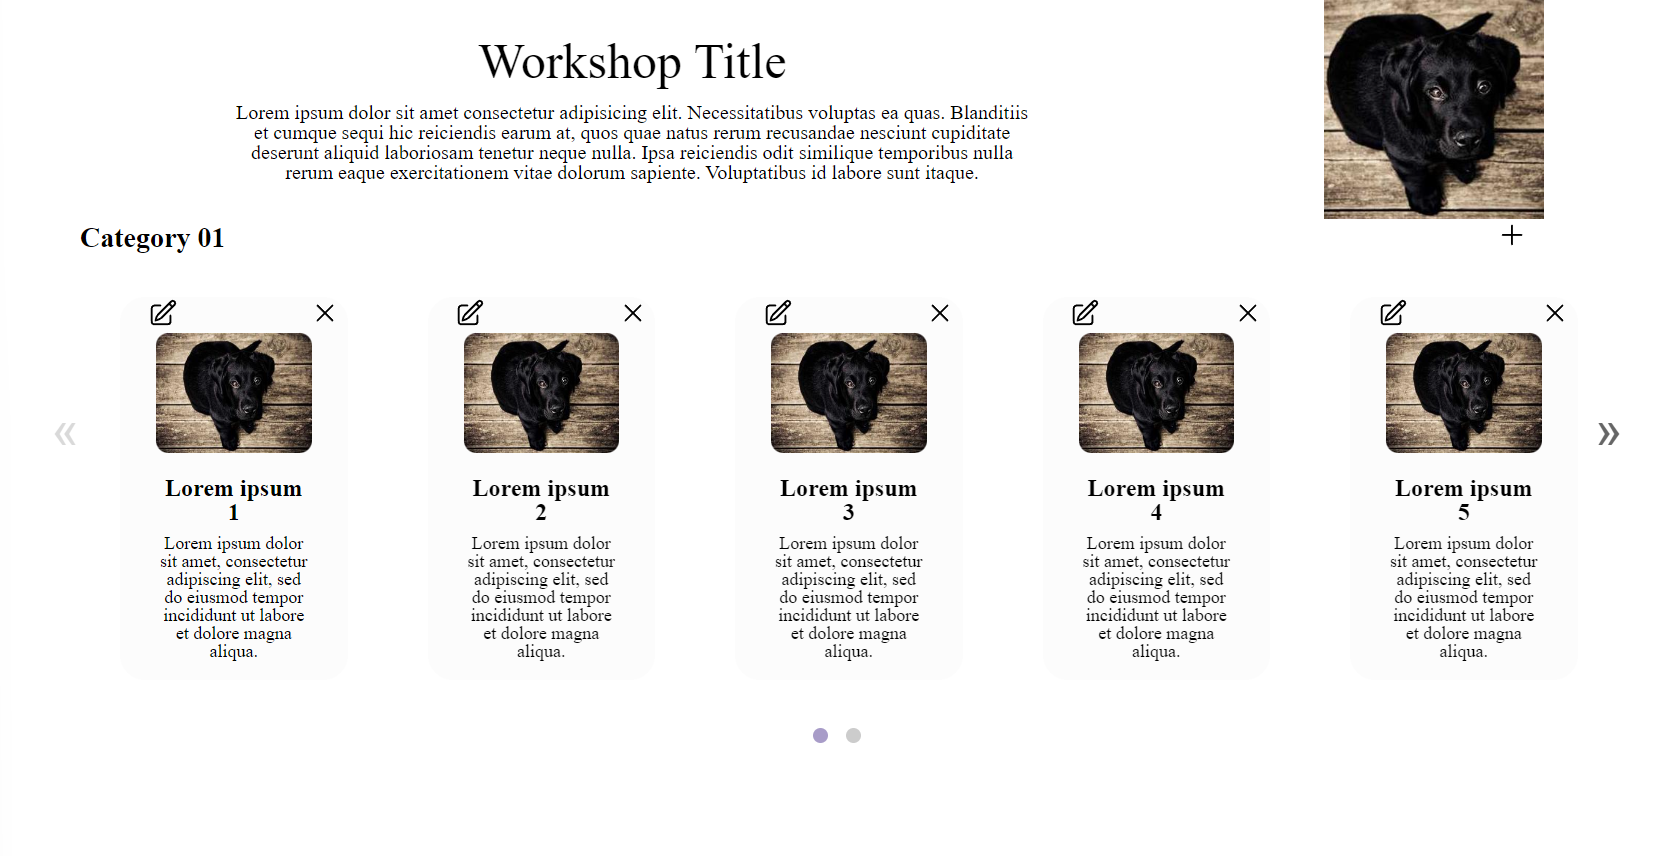 Workshop Title
Lorem ipsum dolor sit amet consectetur adipisicing elit. Necessitatibus voluptas ea quas. Blanditiis
et cumque sequi hic reiciendis earum at, quos quae natus rerum recusandae nesciunt cupiditate
deserunt aliquid laboriosam tenetur neque nulla. Ipsa reiciendis odit similique temporibus nulla
rerum eaque exercitationem vitae dolorum sapiente. Voluptatibus id labore sunt itaque.
Category 01
Lorem ipsum
1
Lorem ipsum dolor
sit amet, consectetur
adipiscing elit, sed
do eiusmod tempor
incididunt ut labore
et dolore magna
aliqua.
Lorem ipsum
2
Lorem ipsum dolor
sit amet, consectetur
adipiscing elit, sed
do eiusmod tempor
incididunt ut labore
et dolore magna
aliqua.
Lorem ipsum
3
Lorem ipsum dolor
sit amet, consectetur
adipiscing elit, sed
do eiusmod tempor
incididunt ut labore
et dolore magna
aliqua.
Lorem ipsum
4
Lorem ipsum dolor
sit amet, consectetur
adipiscing elit, sed
do eiusmod tempor
incididunt ut labore
et dolore magna
aliqua.
Lorem ipsum
5
Lorem ipsum dolor
sit amet, consectetur
adipiscing elit, sed
do eiusmod tempor
incididunt ut labore
et dolore magna
aliqua.